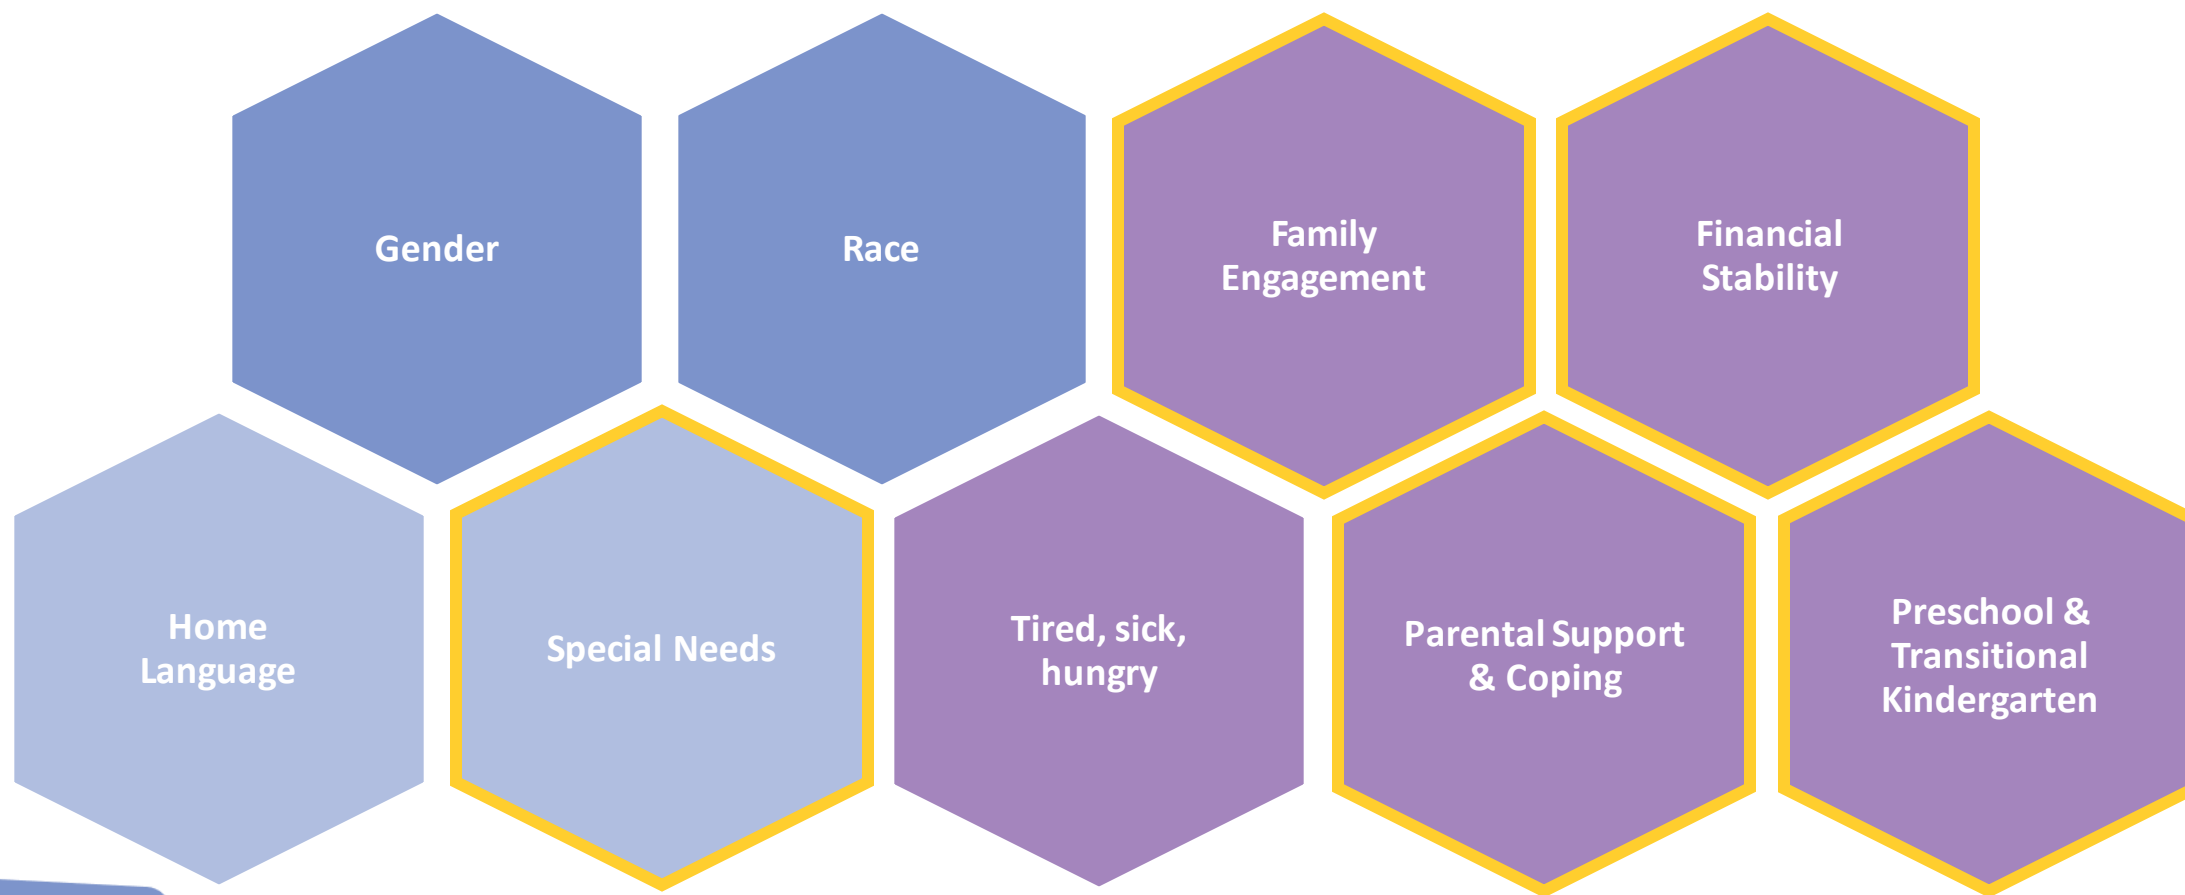 Gender
Race
Family
Engagement
Financial
Stability
Home
Language
Special Needs
Tired, sick,
hungry
Parental Support
& Coping
Preschool &
Transitional
Kindergarten